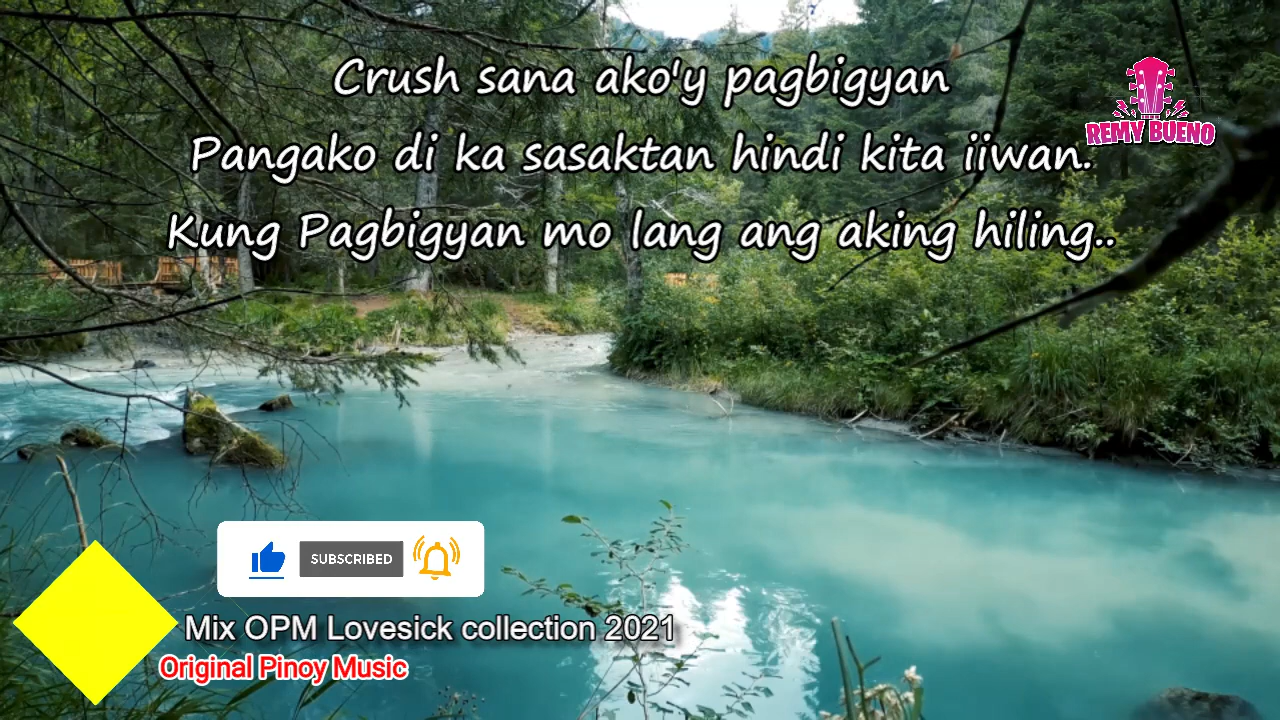 Crush sana ako'y pagbigyan
Pangako di ka sasaktan hindi kita iiwan.
Kung Pagbigyan mo lang ang aking hiling..
REMY BUENO
SUBSCRIBED
Mix OPM Lovesick collection 2021
Original Pinoy Music